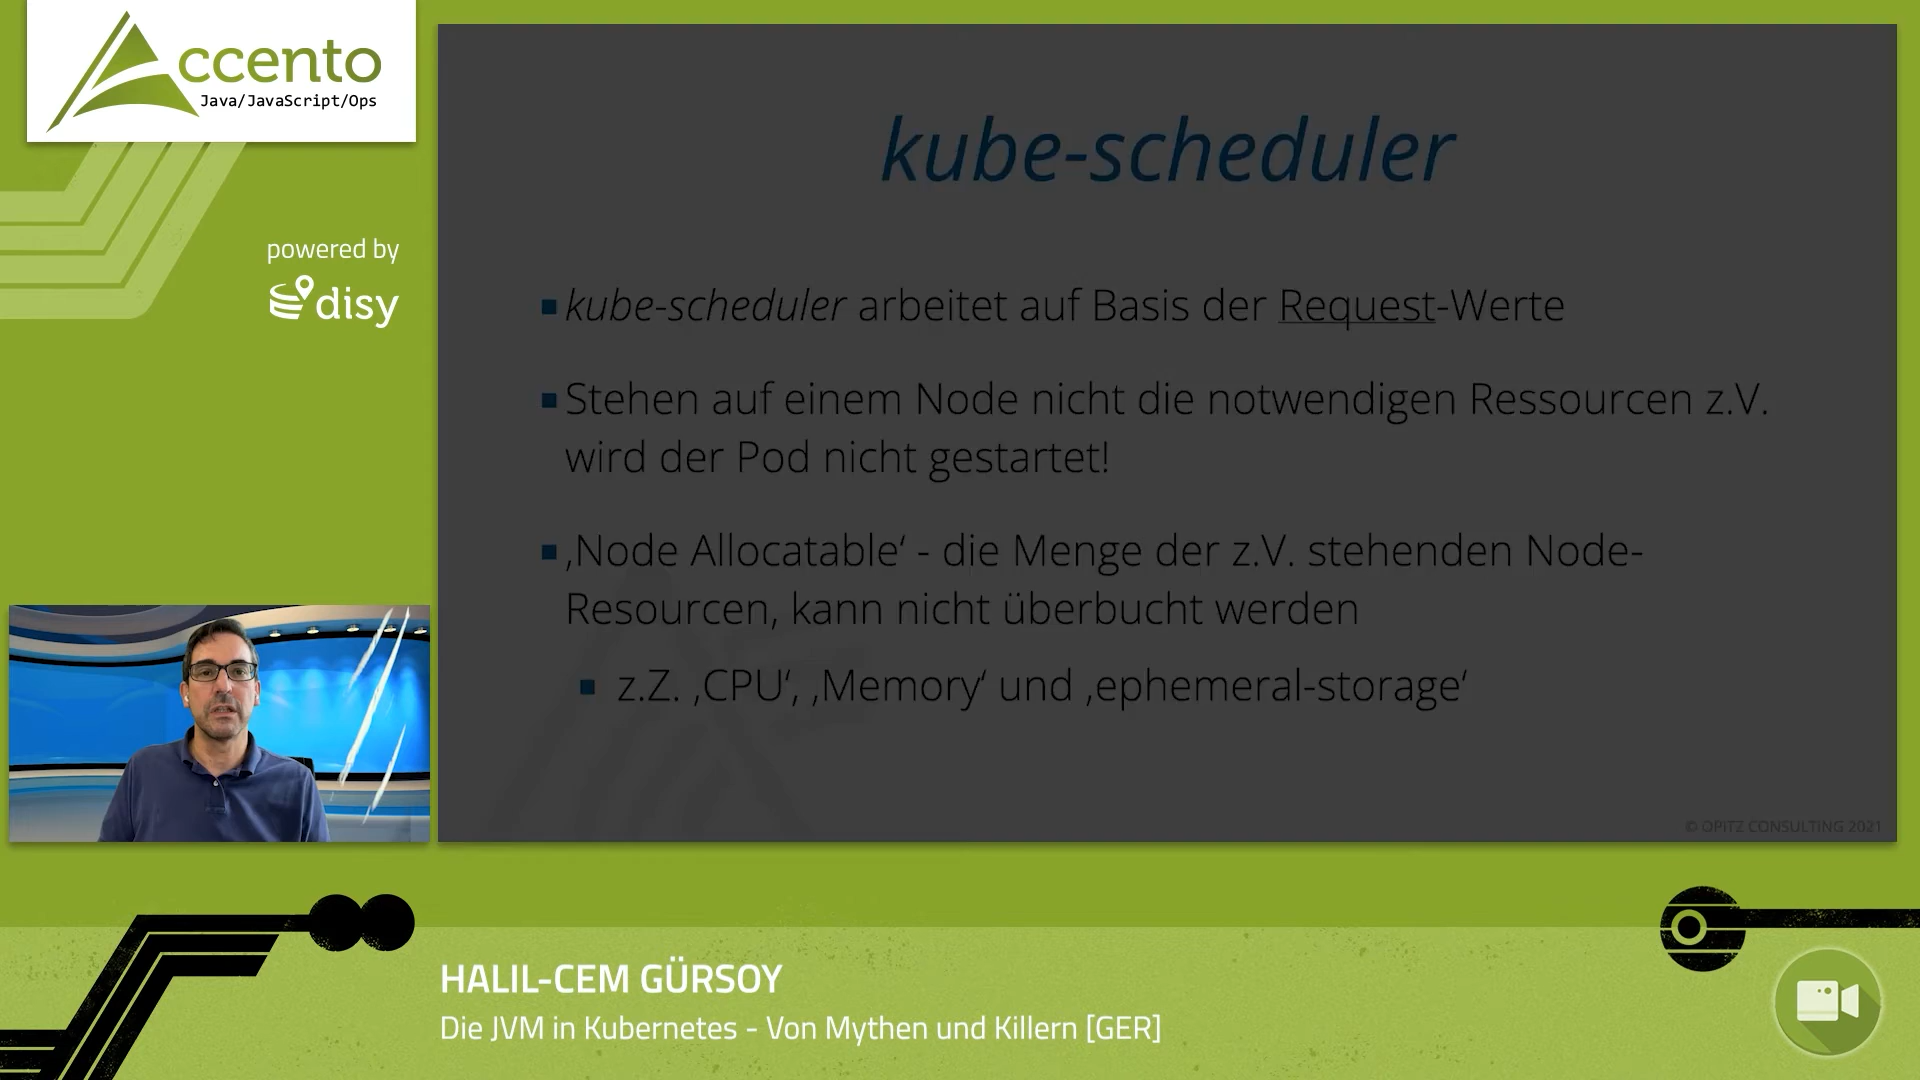 Accento
Java/JavaScript/Ops
powered by
disy
kube-scheduler
kube-scheduler arbeitet auf Basis der Request-Werte
Stehen auf einem Node nicht die notwendigen Ressourcen z.V.
wird der Pod nicht gestartet!
‚Node Allocatable‘ - die Menge der z.V. stehenden Node-
Resourcen, kann nicht überbucht werden
z.Z. ‚CPU‘, ‚Memory‘ und ‚ephemeral-storage‘
© OPITZ CONSULTING 2021
HALIL-CEM GÜRSOY
Die JVM in Kubernetes - Von Mythen und Killern [GER]